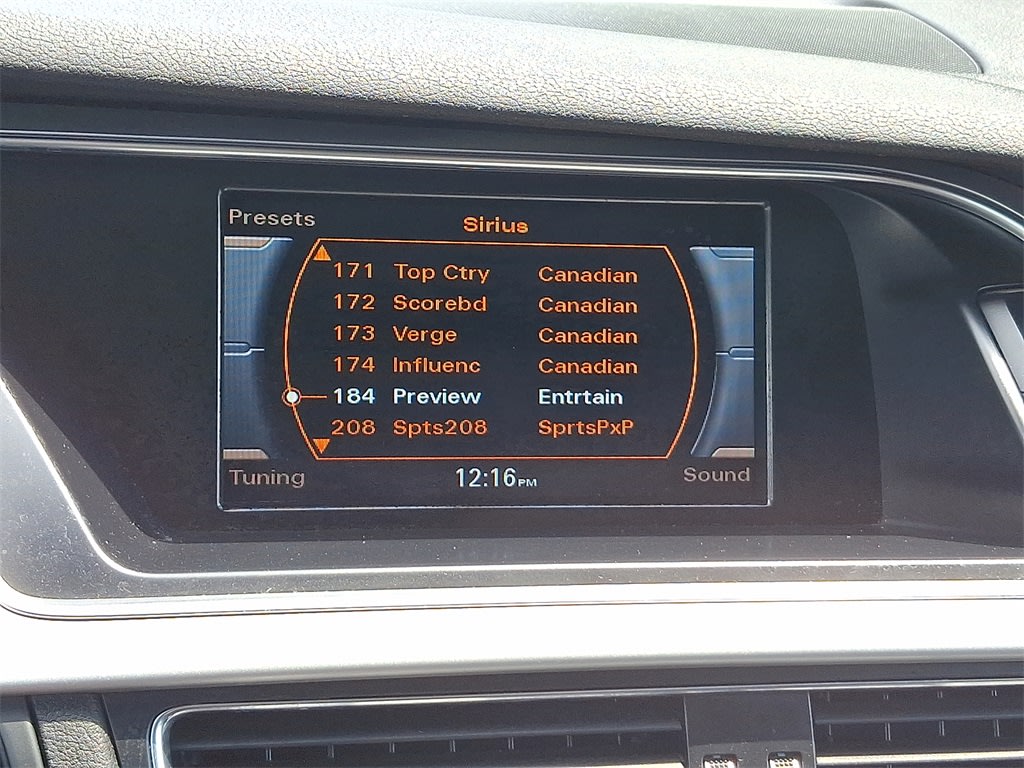 Presets
Sirius
171 Top Ctry Canadian
172 Scorebd Canadian
173 Verge Canadian
174 Influenc Canadian
184 Preview Entrtain
208 Spts208 SprtsPxP
Tuning 12:16PM Sound